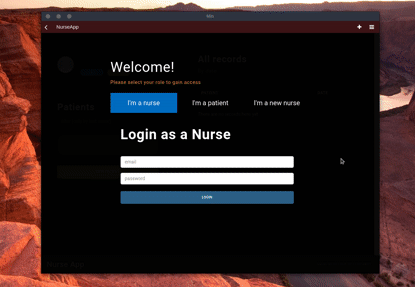 NurseApp
Welcome!
Please select your role to gain access
I'm a nurse
I'm a patient
I'm a new nurse
Login as a Nurse
email
password
LOGIN
All records
Patients